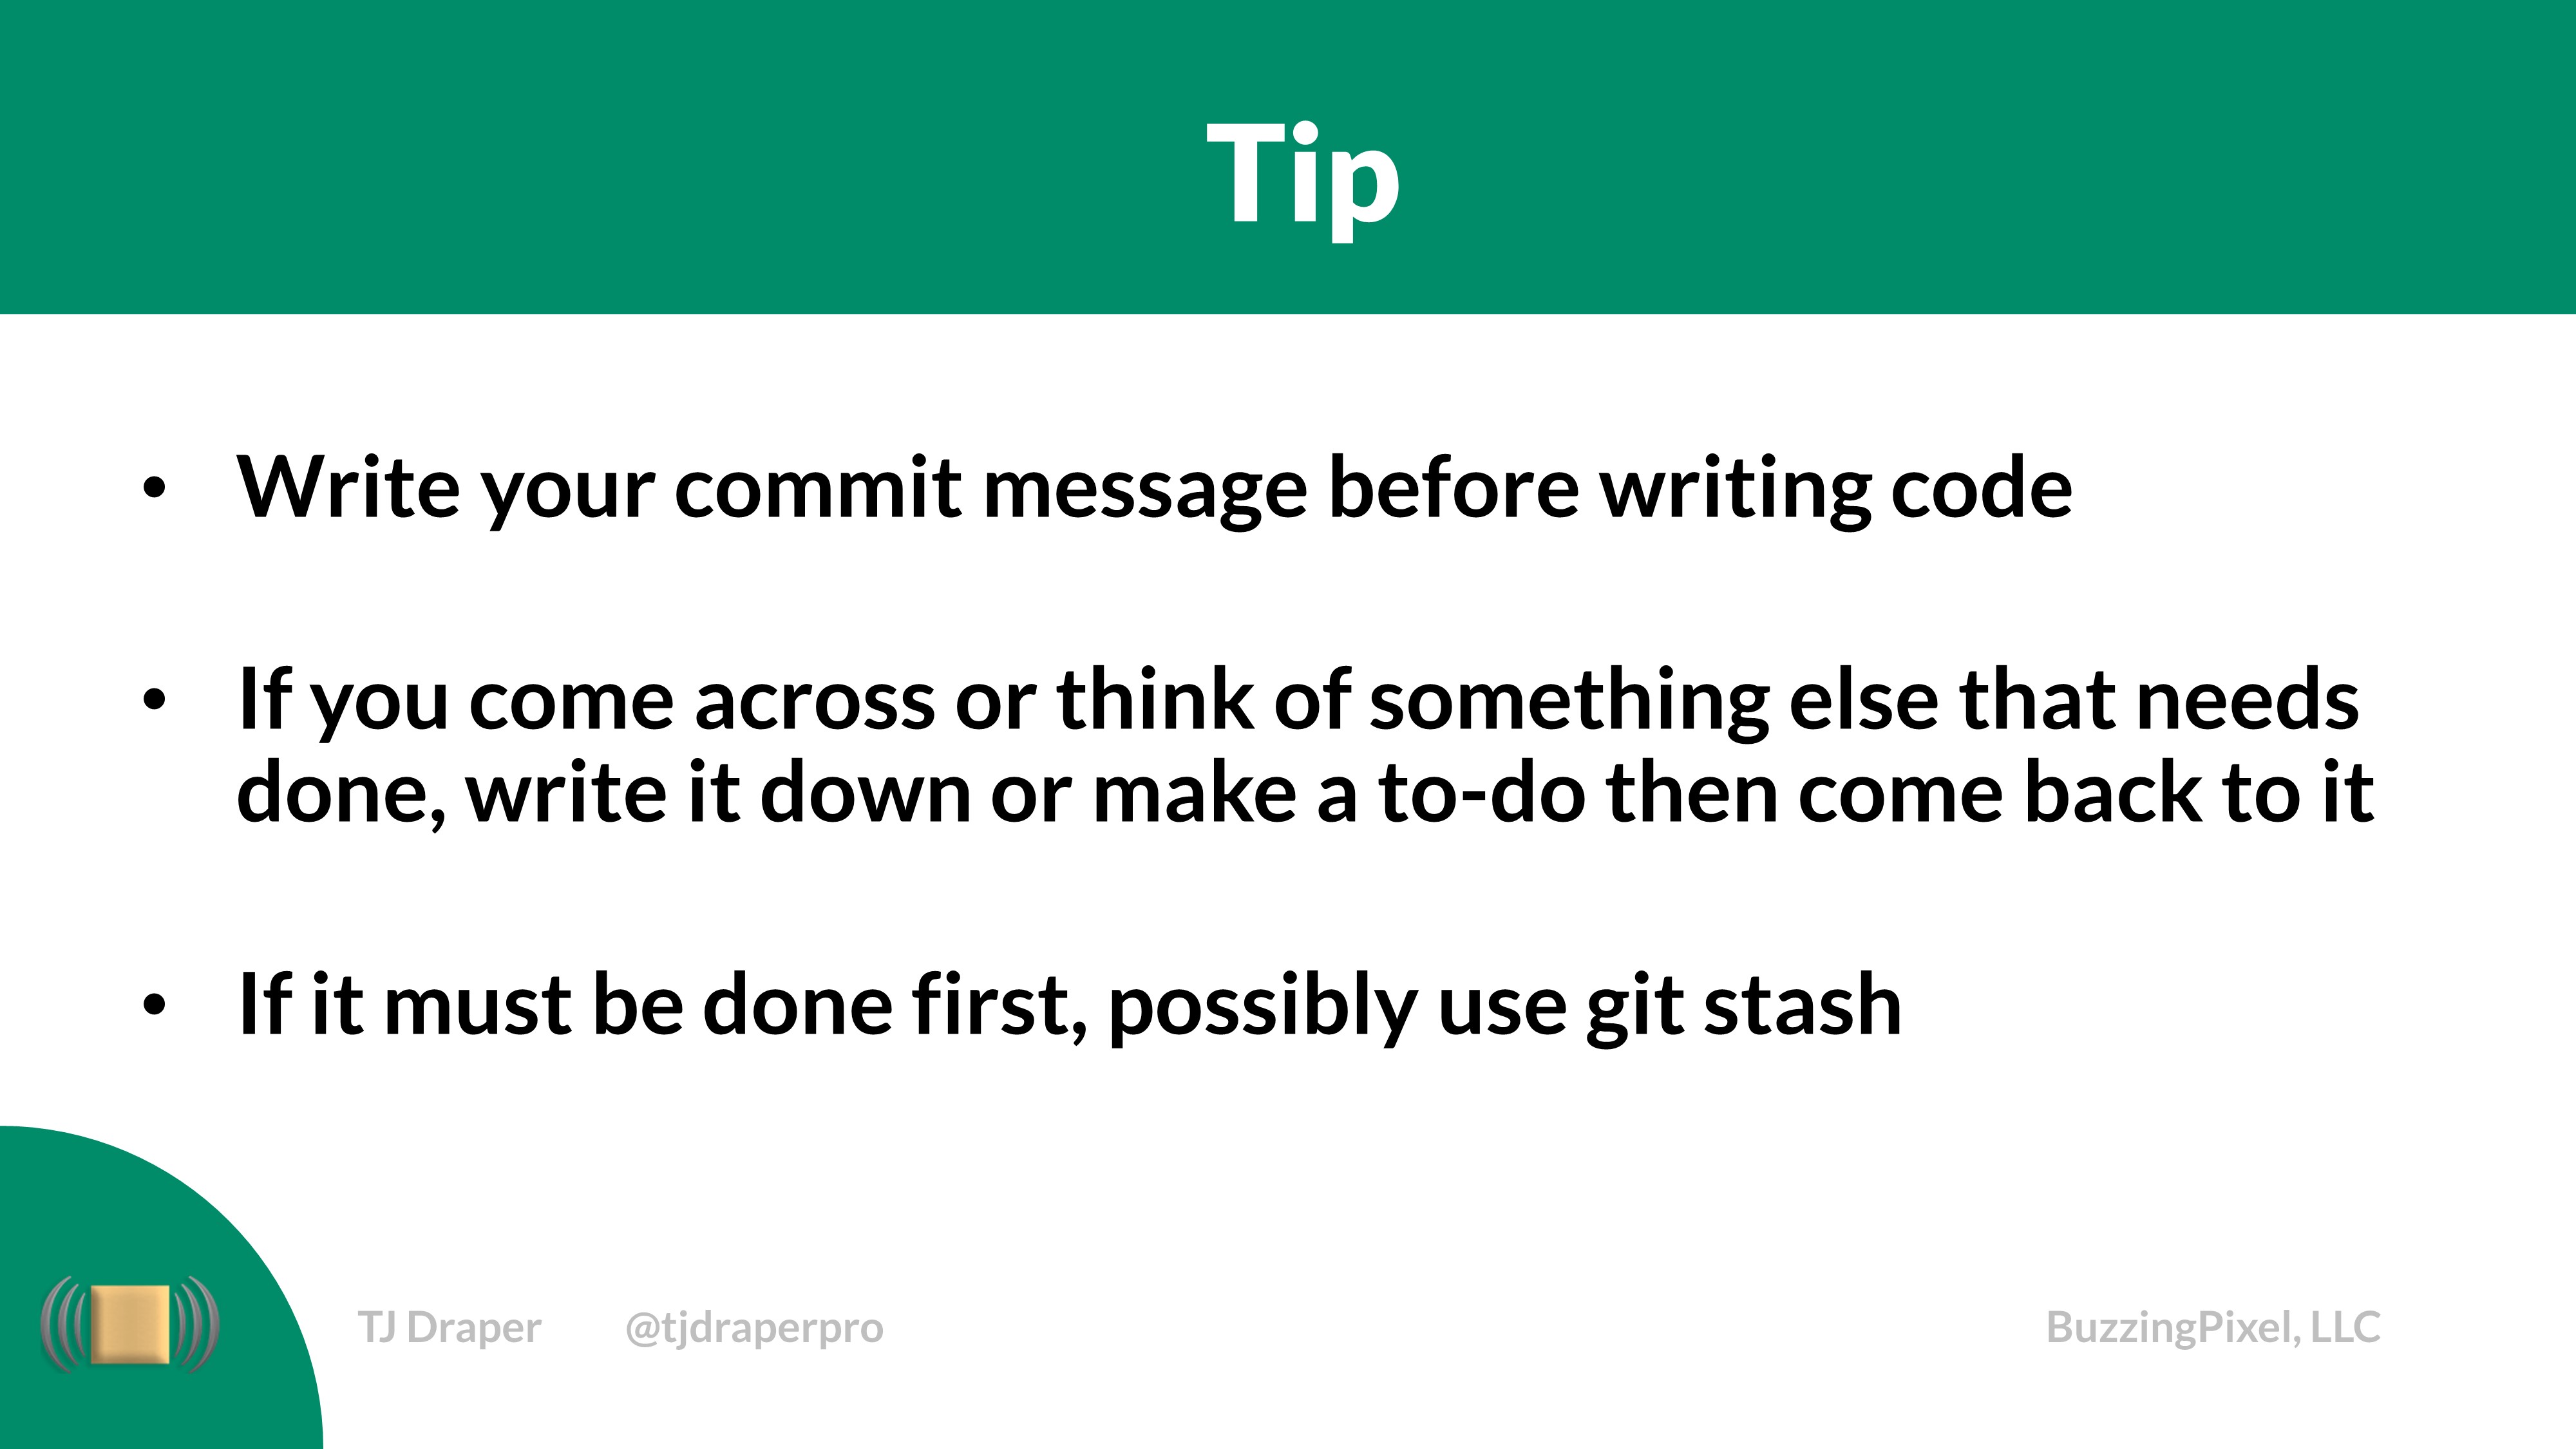 Tip
• Write your commit message before writing code
• If you come across or think of something else that needs
done, write it down or make a to-do then come back to it
• If it must be done first, possibly use git stash
TJ Draper @tjdraperpro BuzzingPixel, LLC